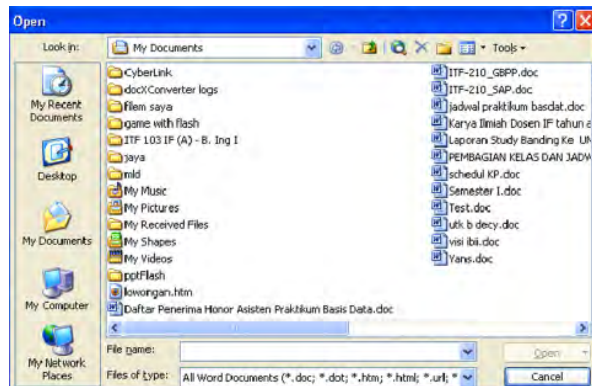 Open
Look in: My Documents Tools
My Recent Documents
Desktop
My Documents
My Computer
My Network Places
CyberLink
docXConverter logs
filem saya
game with flash
ITF 103 IF (A) - B. Ing I
jaya
mld
My Music
My Pictures
My Received Files
My Shapes
My Videos
pptFlash
lowongan.htm
Daftar Penerima Honor Asisten Praktikum Basis Data.doc
ITF-210_GBPP.doc
ITF-210_SAP.doc
jadwal praktikum basdat.doc
Karya Ilmiah Dosen IF tahun a
Laporan Study Banding Ke UN
PEMBAGIAN KELAS DAN JADW
schedul KP.doc
Semester I.doc
Test.doc
utk b decy.doc
visi ibii.doc
Yans.doc
File name: Open
Files of type: All Word Documents (*.doc; *.dot; *.htm; *.html; *.url; * Cancel